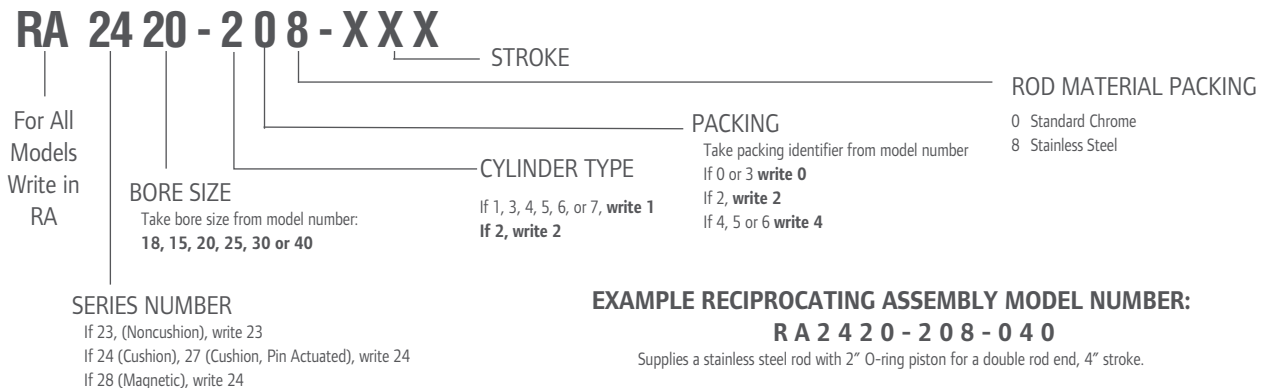 RA 24 20 - 2 0 8 - X X X
STROKE
ROD MATERIAL PACKING
0 Standard Chrome
8 Stainless Steel
For All
Models
Write in
RA
PACKING
Take packing identifier from model number
If 0 or 3 write 0
If 2, write 2
If 4, 5 or 6 write 4
CYLINDER TYPE
If 1, 3, 4, 5, 6, or 7, write 1
If 2, write 2
BORE SIZE
Take bore size from model number:
18, 15, 20, 25, 30 or 40
SERIES NUMBER
If 23, (Noncushion), write 23
If 24 (Cushion), 27 (Cushion, Pin Actuated), write 24
If 28 (Magnetic), write 24
EXAMPLE RECIPROCATING ASSEMBLY MODEL NUMBER:
R A 2 4 2 0 - 2 0 8 - 0 4 0
Supplies a stainless steel rod with 2″ O-ring piston for a double rod end, 4″ stroke.